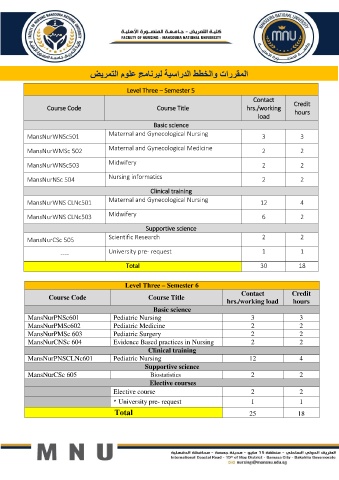 كلية التمريض - جامعة المنصورة الأهلية
FACULTY OF NURSING - MANSOURA NATIONAL UNIVERSITY
mnu
المقررات والخطط الدراسية لبرنامج علوم التمريض
Level Three – Semester 5
Course Code Course Title Contact hrs./working load Credit hours
Basic science
MansNurWNSc501 Maternal and Gynecological Nursing 3 3
MansNurWMSc 502 Maternal and Gynecological Medicine 2 2
MansNurWNSc503 Midwifery 2 2
MansNurNSc 504 Nursing informatics 2 2
Clinical training
MansNurWNS CLNc501 Maternal and Gynecological Nursing 12 4
MansNurWNS CLNc503 Midwifery 6 2
Supportive science
MansNurCSc 505 Scientific Research 2 2
___ University pre- request 1 1
Total 30 18
Level Three – Semester 6
Course Code Course Title Contact hrs./working load Credit hours
Basic science
MansNurPNSc601 Pediatric Nursing 3 3
MansNurPMSc602 Pediatric Medicine 2 2
MansNurPMSc 603 Pediatric Surgery 2 2
MansNurCNSc 604 Evidence Based practices in Nursing 2 2
Clinical training
MansNurPNSCLNc601 Pediatric Nursing 12 4
Supportive science
MansNurCSc 605 Biostatistics 2 2
Elective courses
Elective course 2 2
* University pre- request 1 1
Total 25 18
M N U
الطريق الدولي الساحلي - منطقة 15 مايو - مدينة جمصة - محافظة الدقهلية
International Coastal Road - 15th of May District - Gamasa City - Dakahlia Governorate